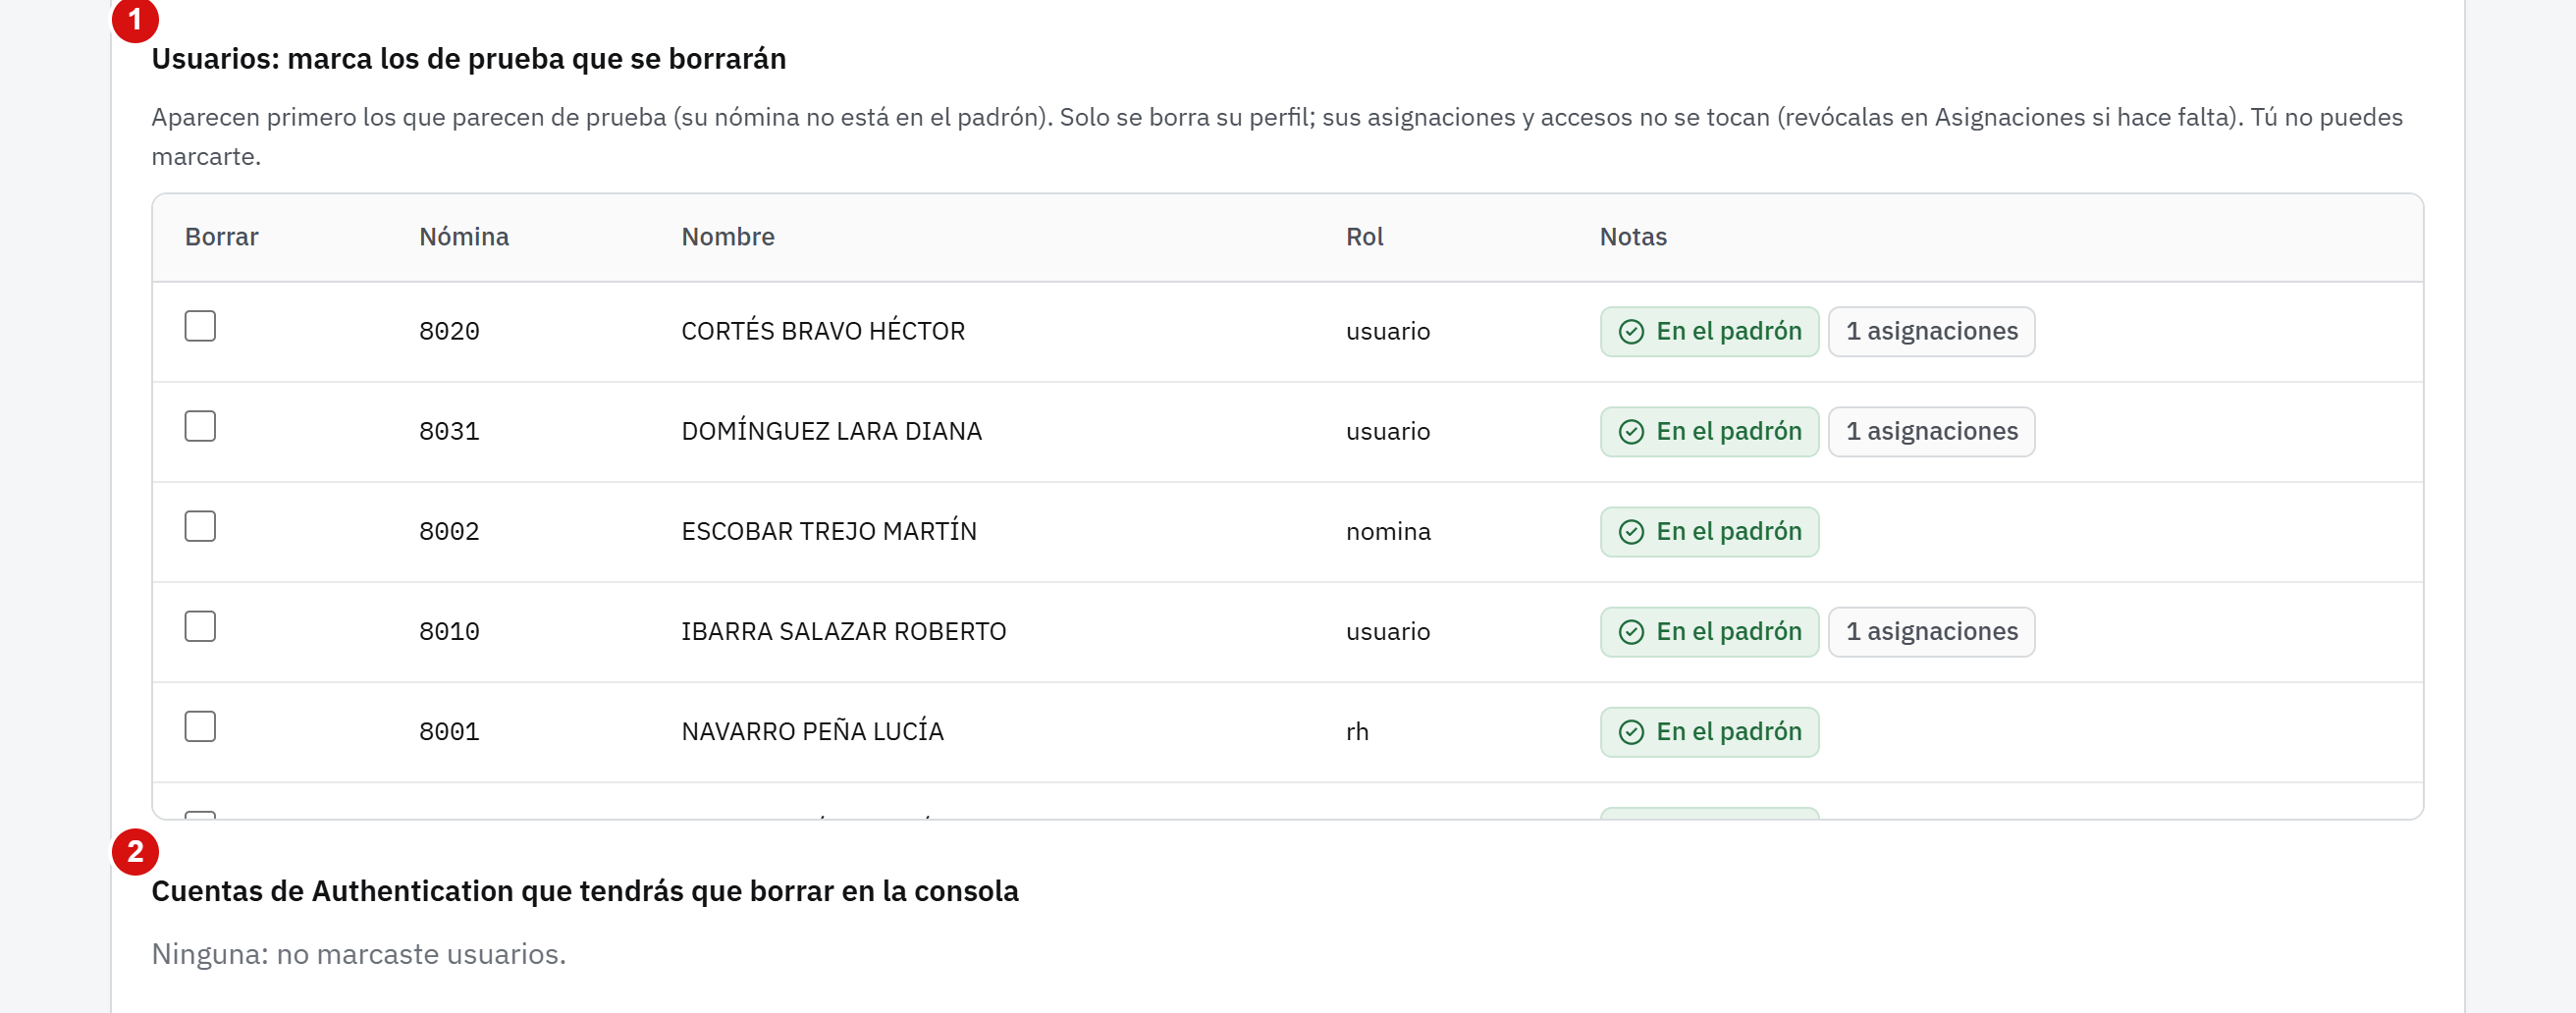 1
Usuarios: marca los de prueba que se borrarán
Aparecen primero los que parecen de prueba (su nómina no está en el padrón). Solo se borra su perfil; sus asignaciones y accesos no se tocan (revócalas en Asignaciones si hace falta). Tú no puedes
marcarte.
Borrar Nómina Nombre Rol Notas
8020 CORTÉS BRAVO HÉCTOR usuario En el padrón 1 asignaciones
8031 DOMÍNGUEZ LARA DIANA usuario En el padrón 1 asignaciones
8002 ESCOBAR TREJO MARTÍN nomina En el padrón
8010 IBARRA SALAZAR ROBERTO usuario En el padrón 1 asignaciones
8001 NAVARRO PEÑA LUCÍA rh En el padrón
2
Cuentas de Authentication que tendrás que borrar en la consola
Ninguna: no marcaste usuarios.